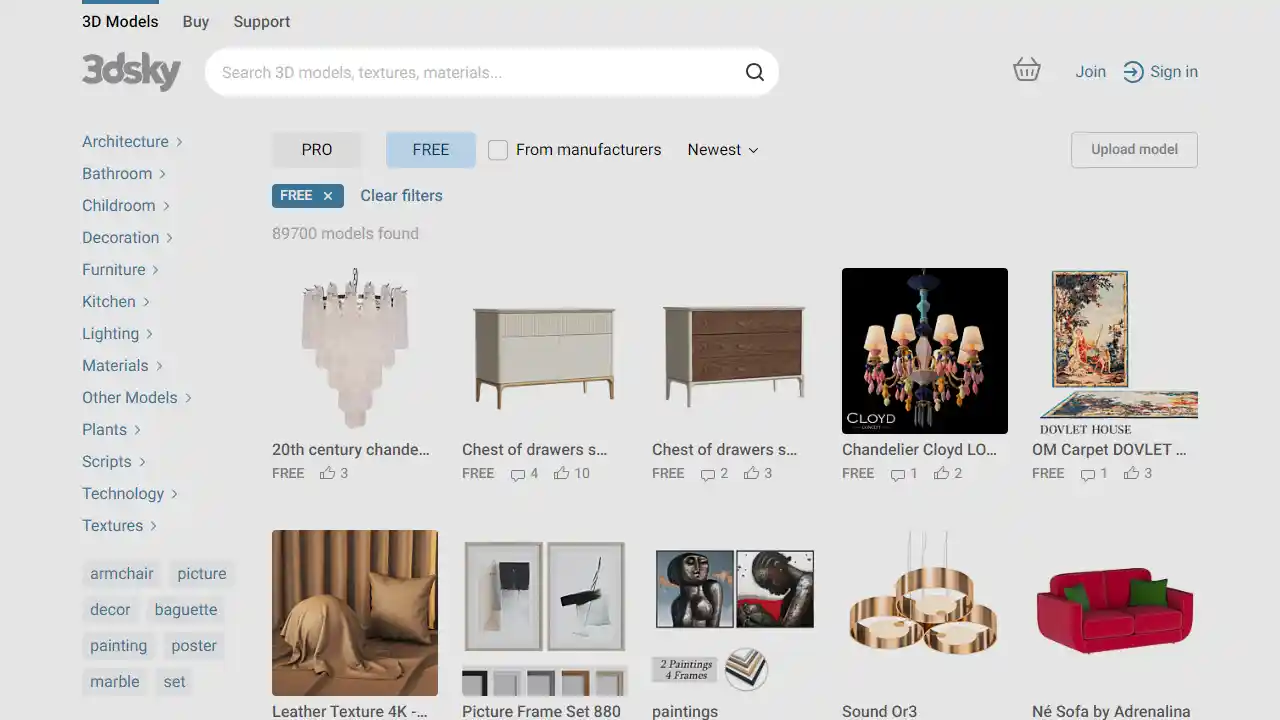 3D Models Buy Support
3dsky
Search 3D models, textures, materials...
Join
Sign in
Architecture
Bathroom
Childroom
Decoration
Furniture
Kitchen
Lighting
Materials
Other Models
Plants
Scripts
Technology
Textures
armchair picture
decor baguette
painting poster
marble set
PRO FREE From manufacturers Newest Upload model
FREE × Clear filters
89700 models found
CLOYD
DOVLET HOUSE
20th century chande...
FREE 3
Chest of drawers s...
FREE 4 10
Chest of drawers s...
FREE 2 3
Chandelier Cloyd LO...
FREE 1 2
OM Carpet DOVLET ...
FREE 1 3
2 Paintings
4 Frames
Leather Texture 4K -...
Picture Frame Set 880
paintings
Sound Or3
Né Sofa by Adrenalina